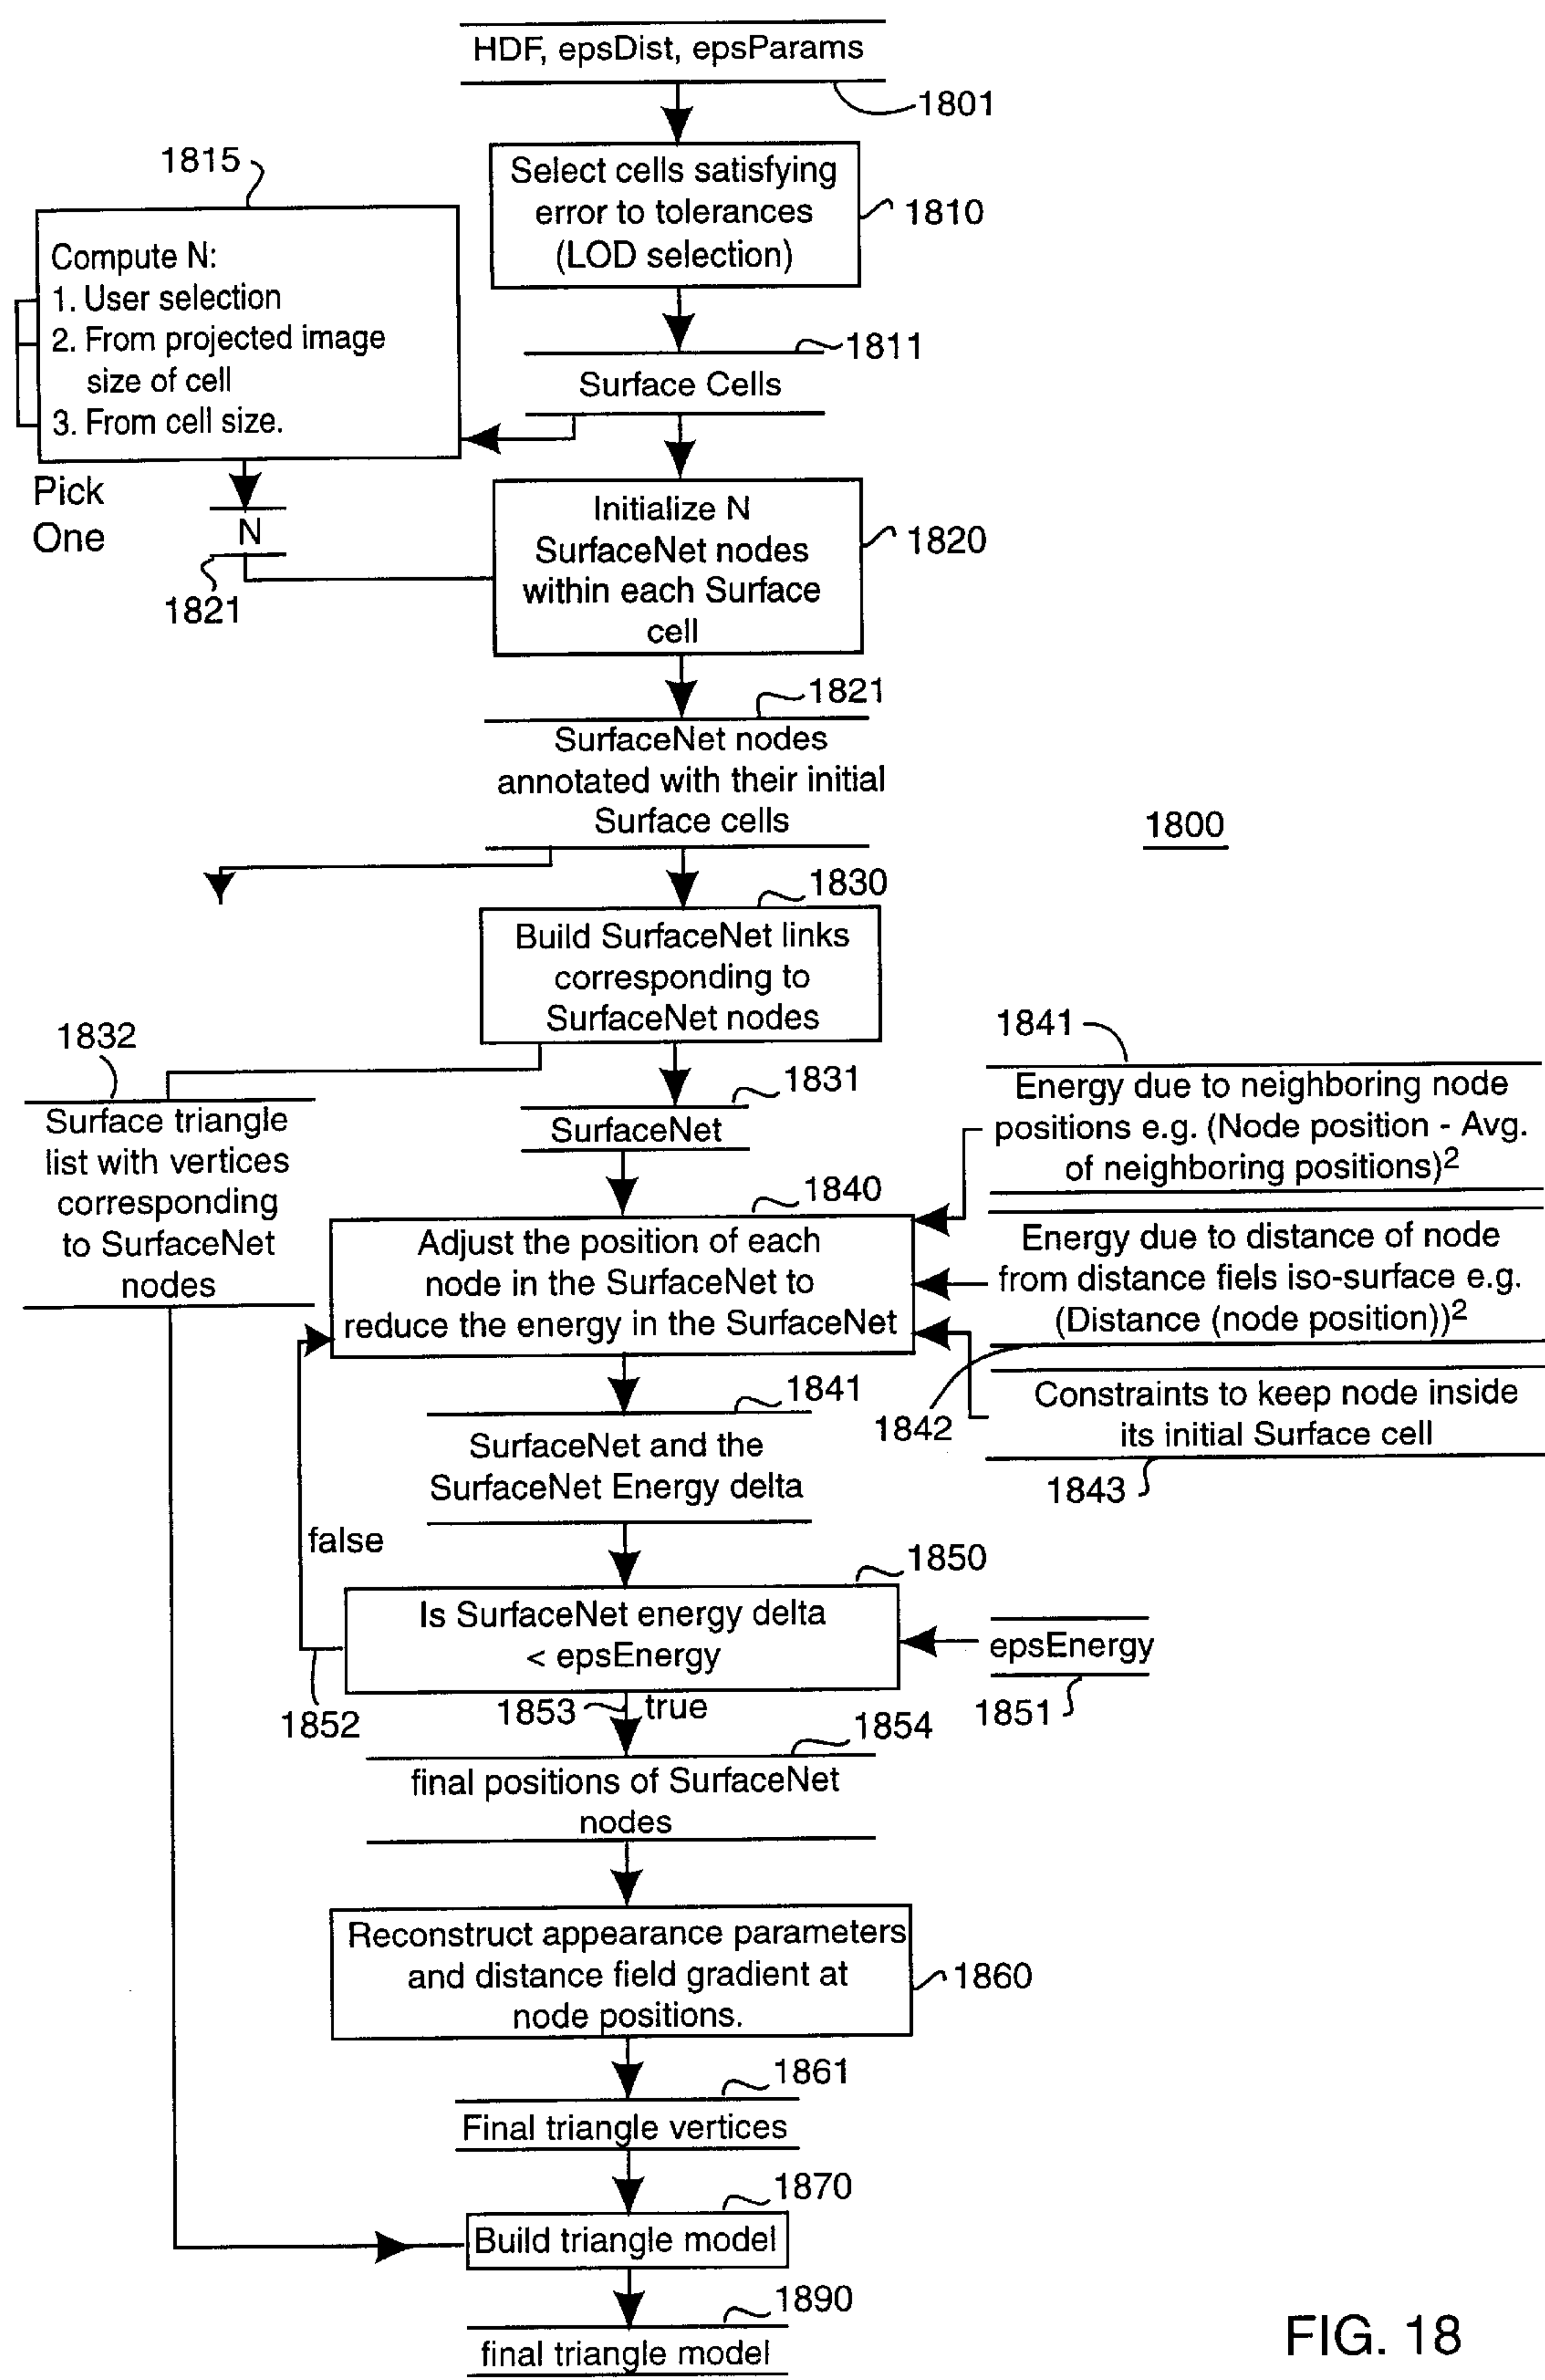 HDF, epsDist, epsParams
1801
1815
Select cells satisfying
error to tolerances
(LOD selection)
1810
Compute N:
1. User selection
2. From projected image
size of cell
3. From cell size.
1811
Surface Cells
Pick
One
N
1821
Initialize N
SurfaceNet nodes
within each Surface
cell
1820
1821
SurfaceNet nodes
annotated with their initial
Surface cells
1800
1830
Build SurfaceNet links
corresponding to
SurfaceNet nodes
1832
Surface triangle
list with vertices
corresponding
to SurfaceNet
nodes
1831
SurfaceNet
1841
Energy due to neighboring node
positions e.g. (Node position - Avg.
of neighboring positions)2
1840
Adjust the position of each
node in the SurfaceNet to
reduce the energy in the SurfaceNet
Energy due to distance of node
from distance fiels iso-surface e.g.
(Distance (node position))2
1842
Constraints to keep node inside
its initial Surface cell
1843
1841
SurfaceNet and the
SurfaceNet Energy delta
false
1850
Is SurfaceNet energy delta
< epsEnergy
epsEnergy
1851
1852
1853
true
1854
final positions of SurfaceNet
nodes
Reconstruct appearance parameters
and distance field gradient at
node positions.
1860
1861
Final triangle vertices
1870
Build triangle model
1890
final triangle model
FIG. 18